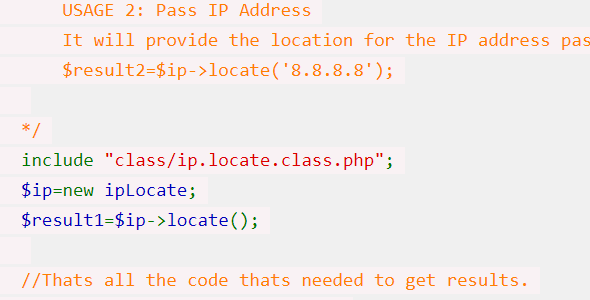 USAGE 2: Pass IP Address
It will provide the location for the IP address pas
$result2=$ip->locate('8.8.8.8');
*/
include "class/ip.locate.class.php";
$ip=new ipLocate;
$result1=$ip->locate();
//Thats all the code thats needed to get results.